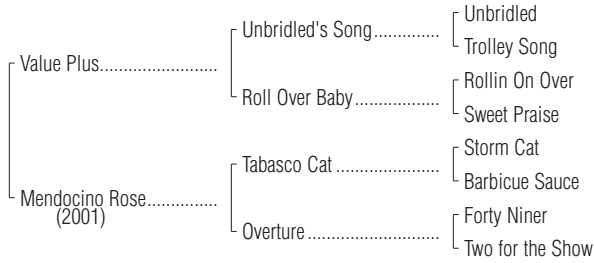 Unbridled
Unbridled's Song..............
Trolley Song
Value Plus........................
Rollin On Over
Roll Over Baby..................
Sweet Praise
Storm Cat
Tabasco Cat ......................
Barbicue Sauce
Mendocino Rose................
(2001)
Forty Niner
Overture............................
Two for the Show